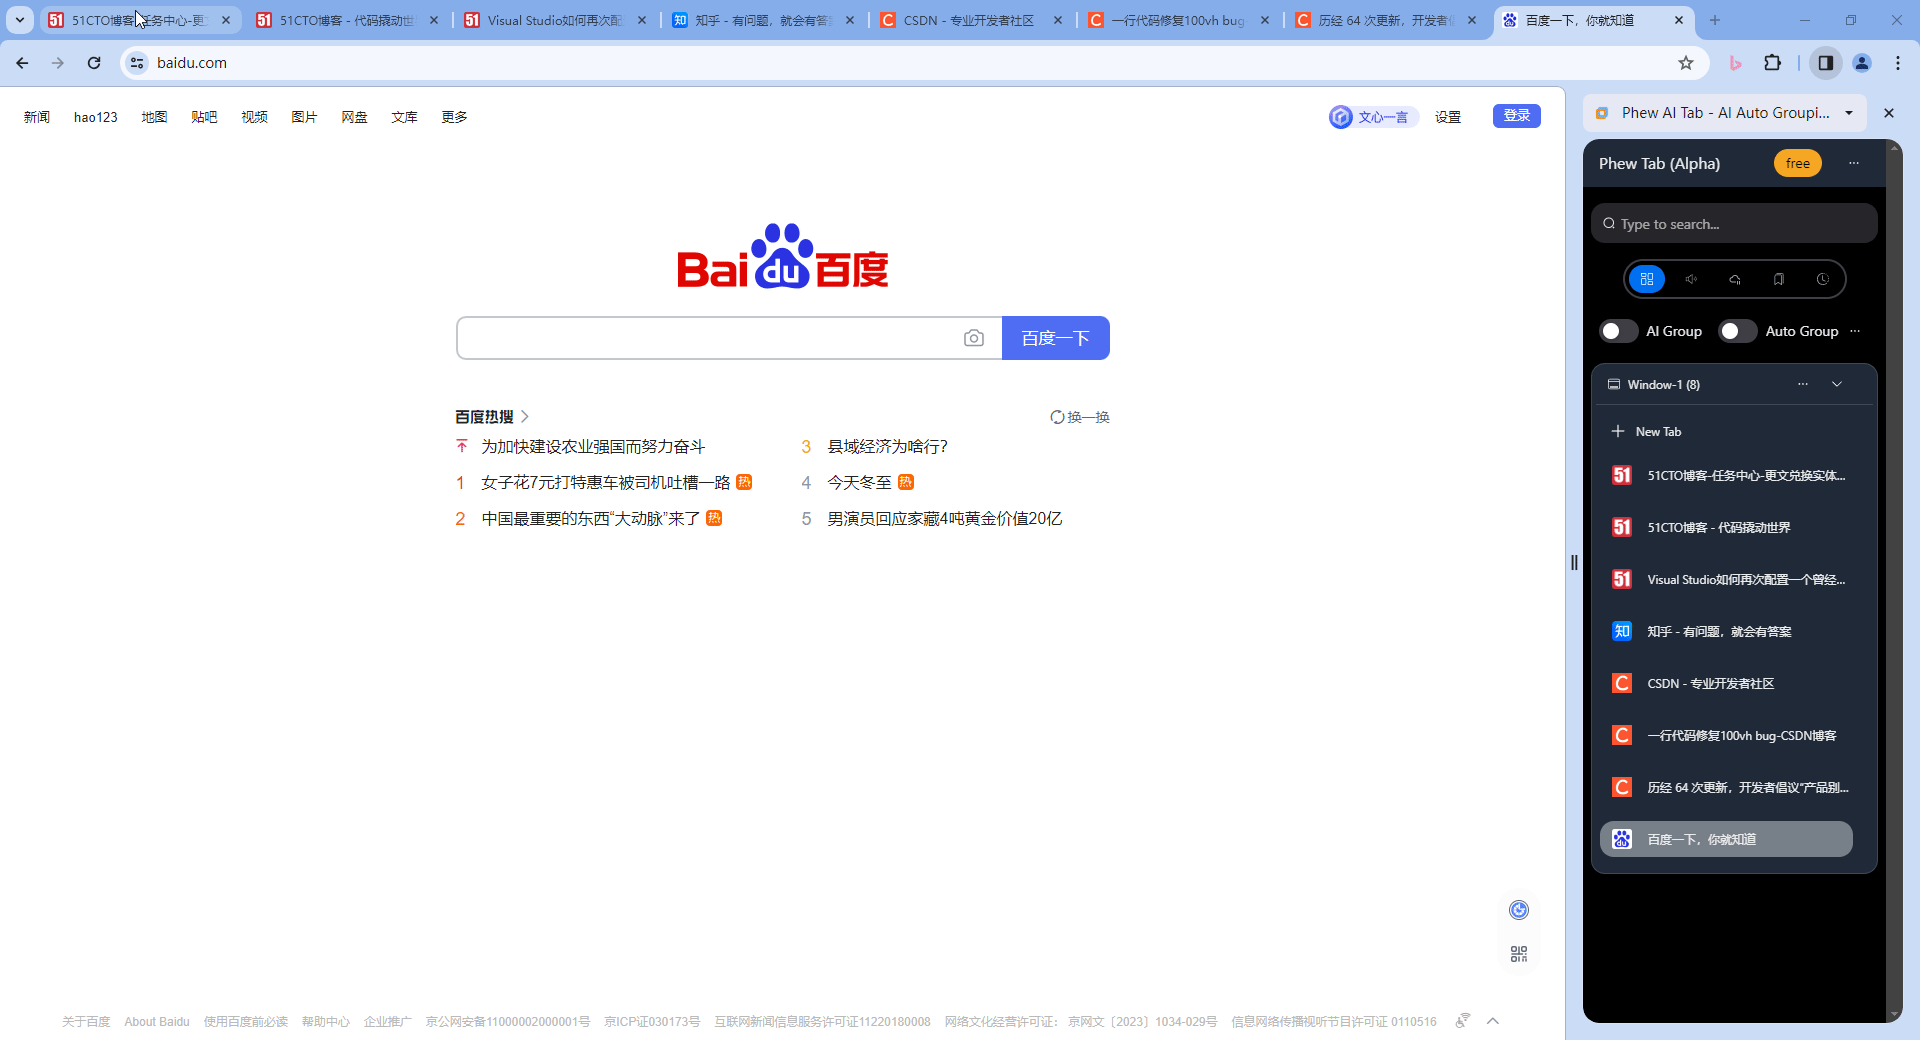 51CTO博客-任务中心-更
51CTO博客 - 代码撬动世
Visual Studio如何再次配
知乎 - 有问题，就会有答
CSDN - 专业开发者社区
一行代码修复100vh bug
历经 64 次更新，开发者
百度一下，你就知道
baidu.com
新闻
hao123
地图
贴吧
视频
图片
网盘
文库
更多
文心一言
设置
登录
Bai du 百度
百度一下
百度热搜
换一换
为加快建设农业强国而努力奋斗
1 女子花7元打特惠车被司机吐槽一路 热
2 中国最重要的东西“大动脉”来了 热
3 县域经济为啥行?
4 今天冬至 热
5 男演员回应家藏4吨黄金价值20亿
关于百度
About Baidu
使用百度前必读
帮助中心
企业推广
京公网安备11000002000001号
京ICP证030173号
互联网新闻信息服务许可证11220180008
网络文化经营许可证： 京网文〔2023〕1034-029号
信息网络传播视听节目许可证 0110516
Phew AI Tab - AI Auto Groupi...
Phew Tab (Alpha)
free
Type to search...
AI Group
Auto Group
Window-1 (8)
New Tab
51 51CTO博客-任务中心-更文兑换实体...
51 51CTO博客 - 代码撬动世界
51 Visual Studio如何再次配置一个曾经...
知 知乎 - 有问题，就会有答案
C CSDN - 专业开发者社区
C 一行代码修复100vh bug-CSDN博客
C 历经 64 次更新，开发者倡议“产品别...
du 百度一下，你就知道